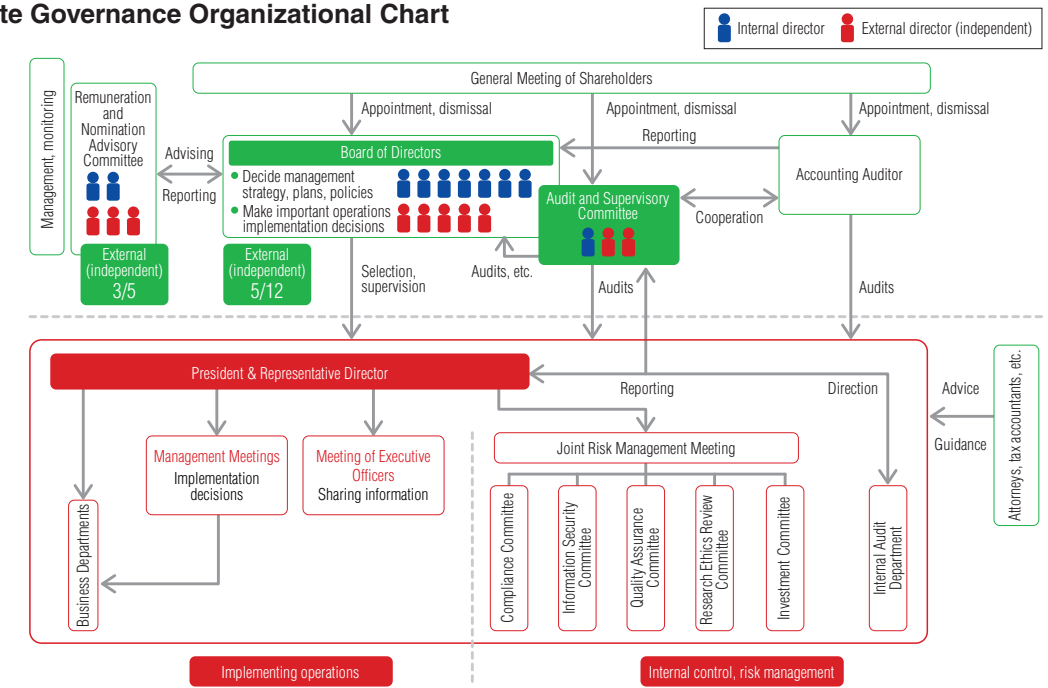 te Governance Organizational Chart
Internal director
External director (independent)
General Meeting of Shareholders
Management, monitoring
Remuneration
and
Nomination
Advisory
Committee
External
(independent)
3/5
Advising
Reporting
Appointment, dismissal
Appointment, dismissal
Appointment, dismissal
Board of Directors
● Decide management
strategy, plans, policies
● Make important operations
implementation decisions
External
(independent)
5/12
Reporting
Accounting Auditor
Audit and Supervisory
Committee
Cooperation
Selection,
supervision
Audits, etc.
Audits
Audits
President & Representative Director
Reporting
Direction
Advice
Guidance
Attorneys, tax accountants, etc.
Management Meetings
Implementation
decisions
Meeting of Executive
Officers
Sharing information
Joint Risk Management Meeting
Business Departments
Compliance Committee
Information Security
Committee
Quality Assurance
Committee
Research Ethics Review
Committee
Investment Committee
Internal Audit
Department
Implementing operations
Internal control, risk management